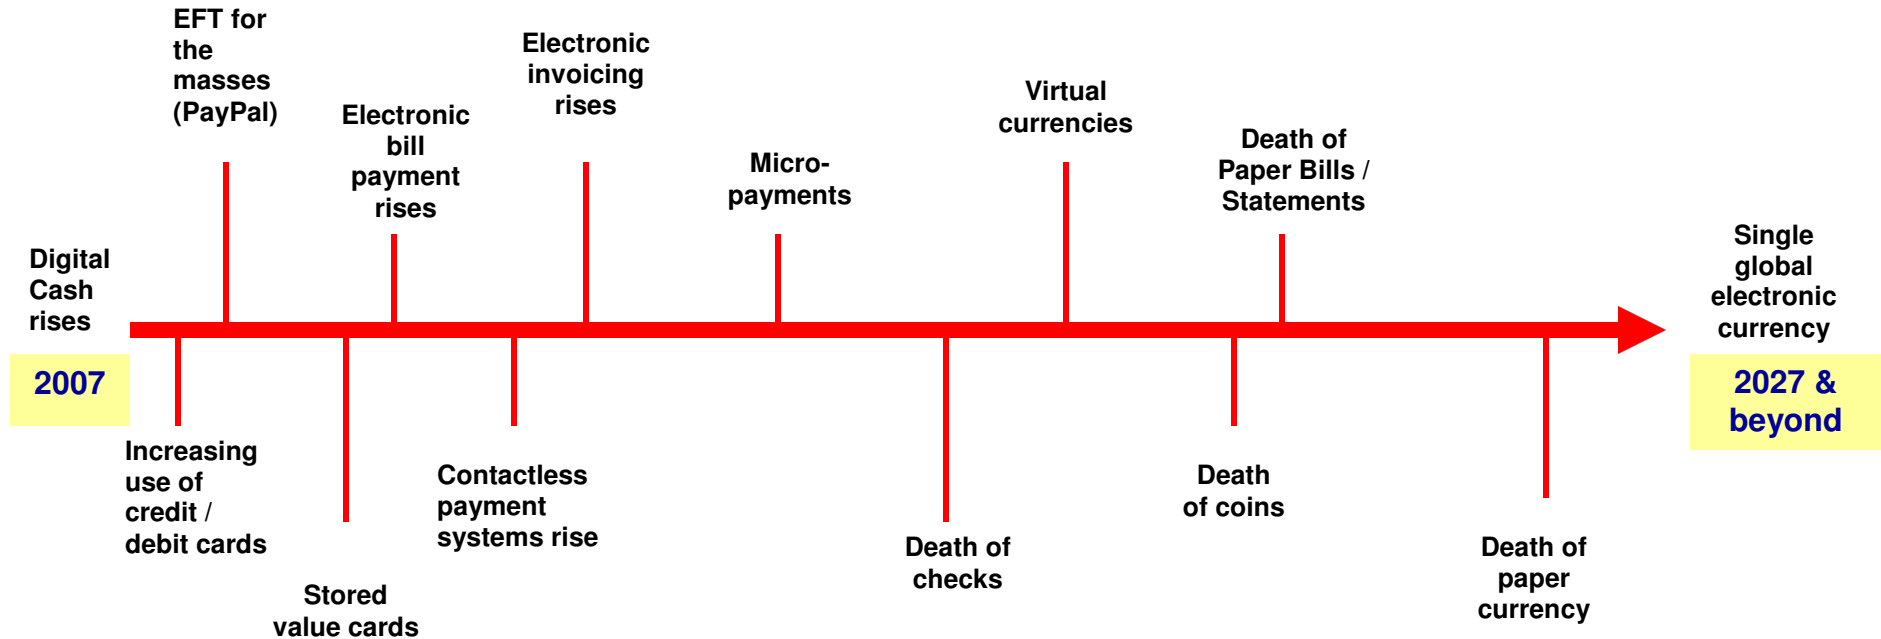 EFT for
the
masses
(PayPal)
Electronic
invoicing
rises
Electronic
bill
payment
rises
Micro-
payments
Virtual
currencies
Death of
Paper Bills /
Statements
Digital
Cash
rises
2007
Single
global
electronic
currency
2027 &
beyond
Increasing
use of
credit /
debit cards
Stored
value cards
Contactless
payment
systems rise
Death of
checks
Death
of coins
Death of
paper
currency